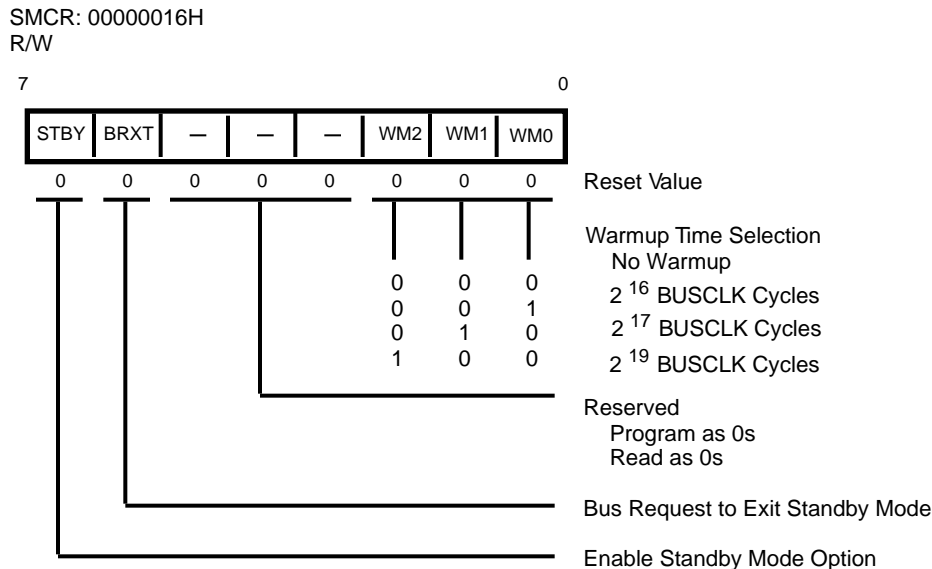 SMCR: 00000016H
R/W
7 0
STBY BRXT — — — WM2 WM1 WM0
0 0 0 0 0 0 0 0 Reset Value
Warmup Time Selection
No Warmup
0 0 0
2 16 BUSCLK Cycles
0 0 1
2 17 BUSCLK Cycles
0 1 0
2 19 BUSCLK Cycles
1 0 0
Reserved
Program as 0s
Read as 0s
Bus Request to Exit Standby Mode
Enable Standby Mode Option